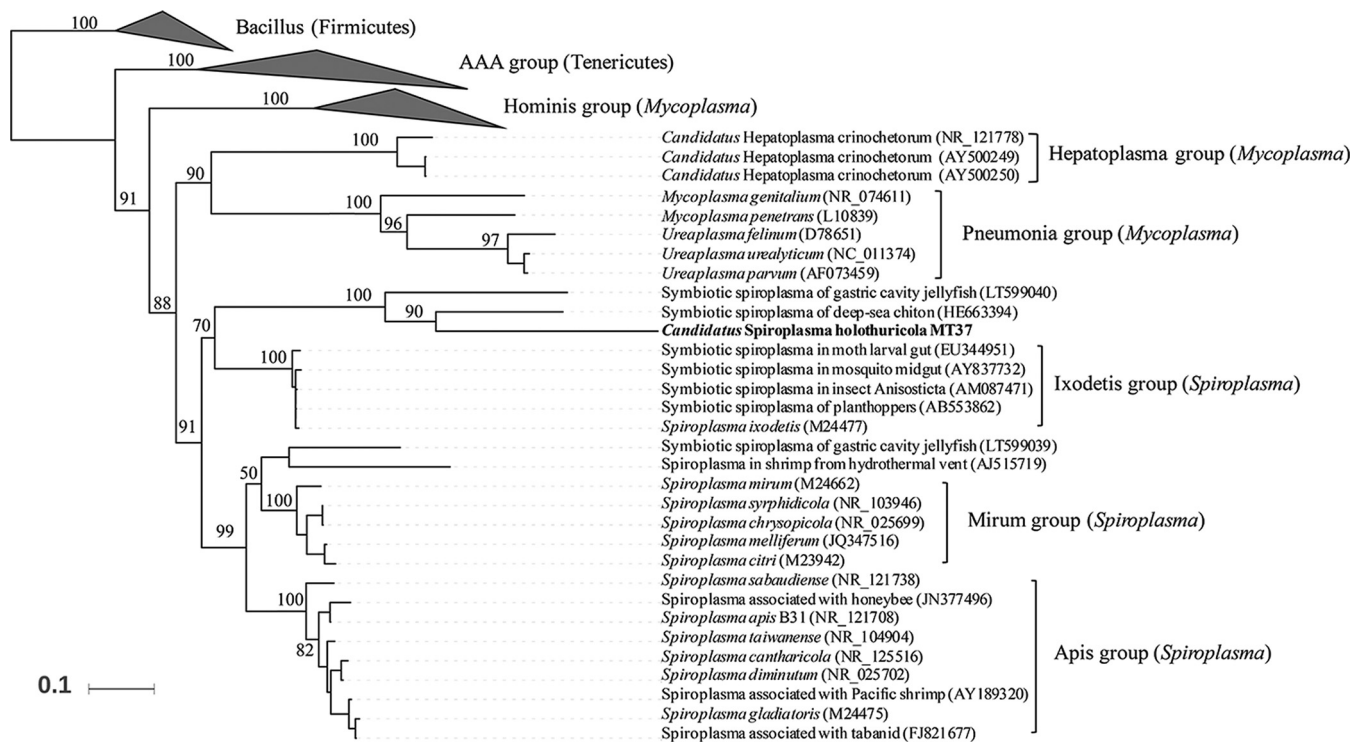 100
Bacillus (Firmicutes)
100
AAA group (Tenericutes)
100
Hominis group (Mycoplasma)
100
Candidatus Hepatoplasma crinochetorum (NR_121778)
Candidatus Hepatoplasma crinochetorum (AY500249)
Candidatus Hepatoplasma crinochetorum (AY500250)
Hepatoplasma group (Mycoplasma)
90
91
100
Mycoplasma genitalium (NR_074611)
96
Mycoplasma penetrans (L10839)
97
Ureaplasma felinum (D78651)
Ureaplasma urealyticum (NC_011374)
Ureaplasma parvum (AF073459)
Pneumonia group (Mycoplasma)
88
100
Symbiotic spiroplasma of gastric cavity jellyfish (LT599040)
90
Symbiotic spiroplasma of deep-sea chiton (HE663394)
70
Candidatus Spiroplasma holothuricola MT37
100
Symbiotic spiroplasma in moth larval gut (EU344951)
Symbiotic spiroplasma in mosquito midgut (AY837732)
Symbiotic spiroplasma in insect Anisosticta (AM087471)
Symbiotic spiroplasma of planthoppers (AB553862)
Spiroplasma ixodetis (M24477)
Ixodetis group (Spiroplasma)
91
Symbiotic spiroplasma of gastric cavity jellyfish (LT599039)
Spiroplasma in shrimp from hydrothermal vent (AJ515719)
50
100
Spiroplasma mirum (M24662)
Spiroplasma syrphidicola (NR_103946)
Spiroplasma chrysopicola (NR_025699)
Spiroplasma melliferum (JQ347516)
Spiroplasma citri (M23942)
Mirum group (Spiroplasma)
99
100
Spiroplasma sabaudiense (NR_121738)
Spiroplasma associated with honeybee (JN377496)
Spiroplasma apis B31 (NR_121708)
82
Spiroplasma taiwanense (NR_104904)
Spiroplasma cantharicola (NR_125516)
Spiroplasma diminutum (NR_025702)
Spiroplasma associated with Pacific shrimp (AY189320)
Spiroplasma gladiatoris (M24475)
Spiroplasma associated with tabanid (FJ821677)
Apis group (Spiroplasma)
0.1